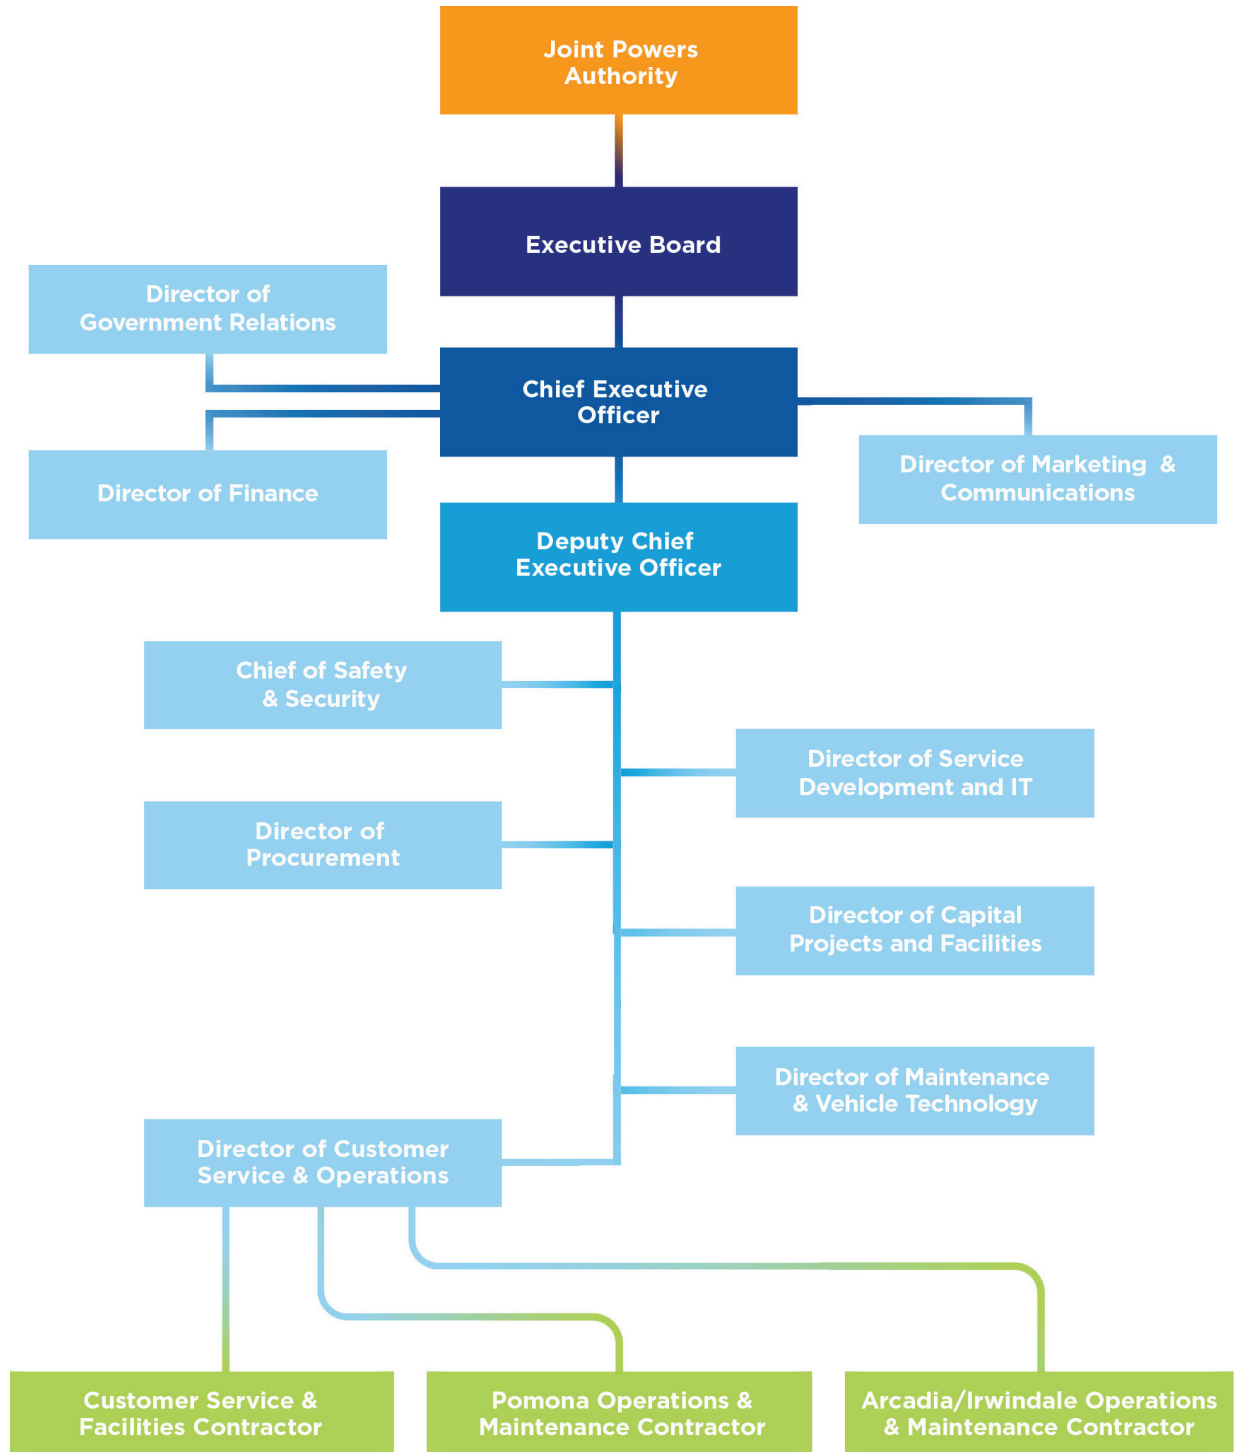 Joint Powers
Authority
Executive Board
Director of
Government Relations
Chief Executive
Officer
Director of Finance
Director of Marketing &
Communications
Deputy Chief
Executive Officer
Chief of Safety
& Security
Director of Service
Development and IT
Director of
Procurement
Director of Capital
Projects and Facilities
Director of Maintenance
& Vehicle Technology
Director of Customer
Service & Operations
Customer Service &
Facilities Contractor
Pomona Operations &
Maintenance Contractor
Arcadia/Irwindale Operations
& Maintenance Contractor